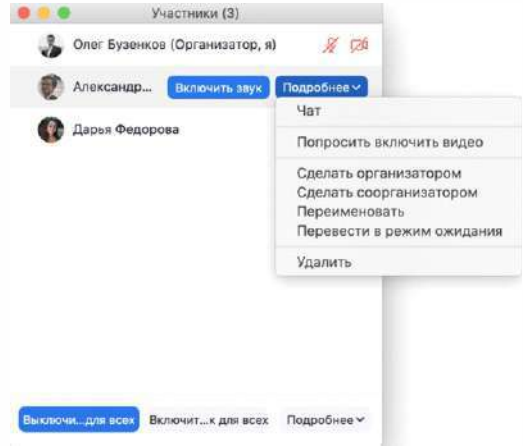 Участники (3)
Олег Бузенков (Организатор, я)
Александр... Включить звук Подробнее
Чат
Дарья Федорова
Попросить включить видео
Сделать организатором
Сделать соорганизатором
Переименовать
Перевести в режим ожидания
Удалить
Выключи...для всех Включит...к для всех Подробнее